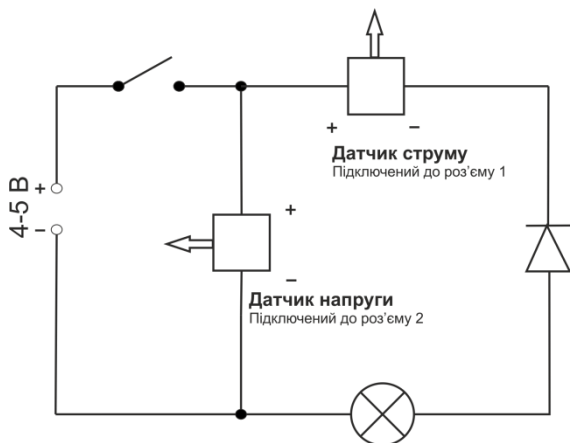 + −
Датчик струму
Підключений до роз’єму 1
4-5 В
+
−
+
−
Датчик напруги
Підключений до роз’єму 2